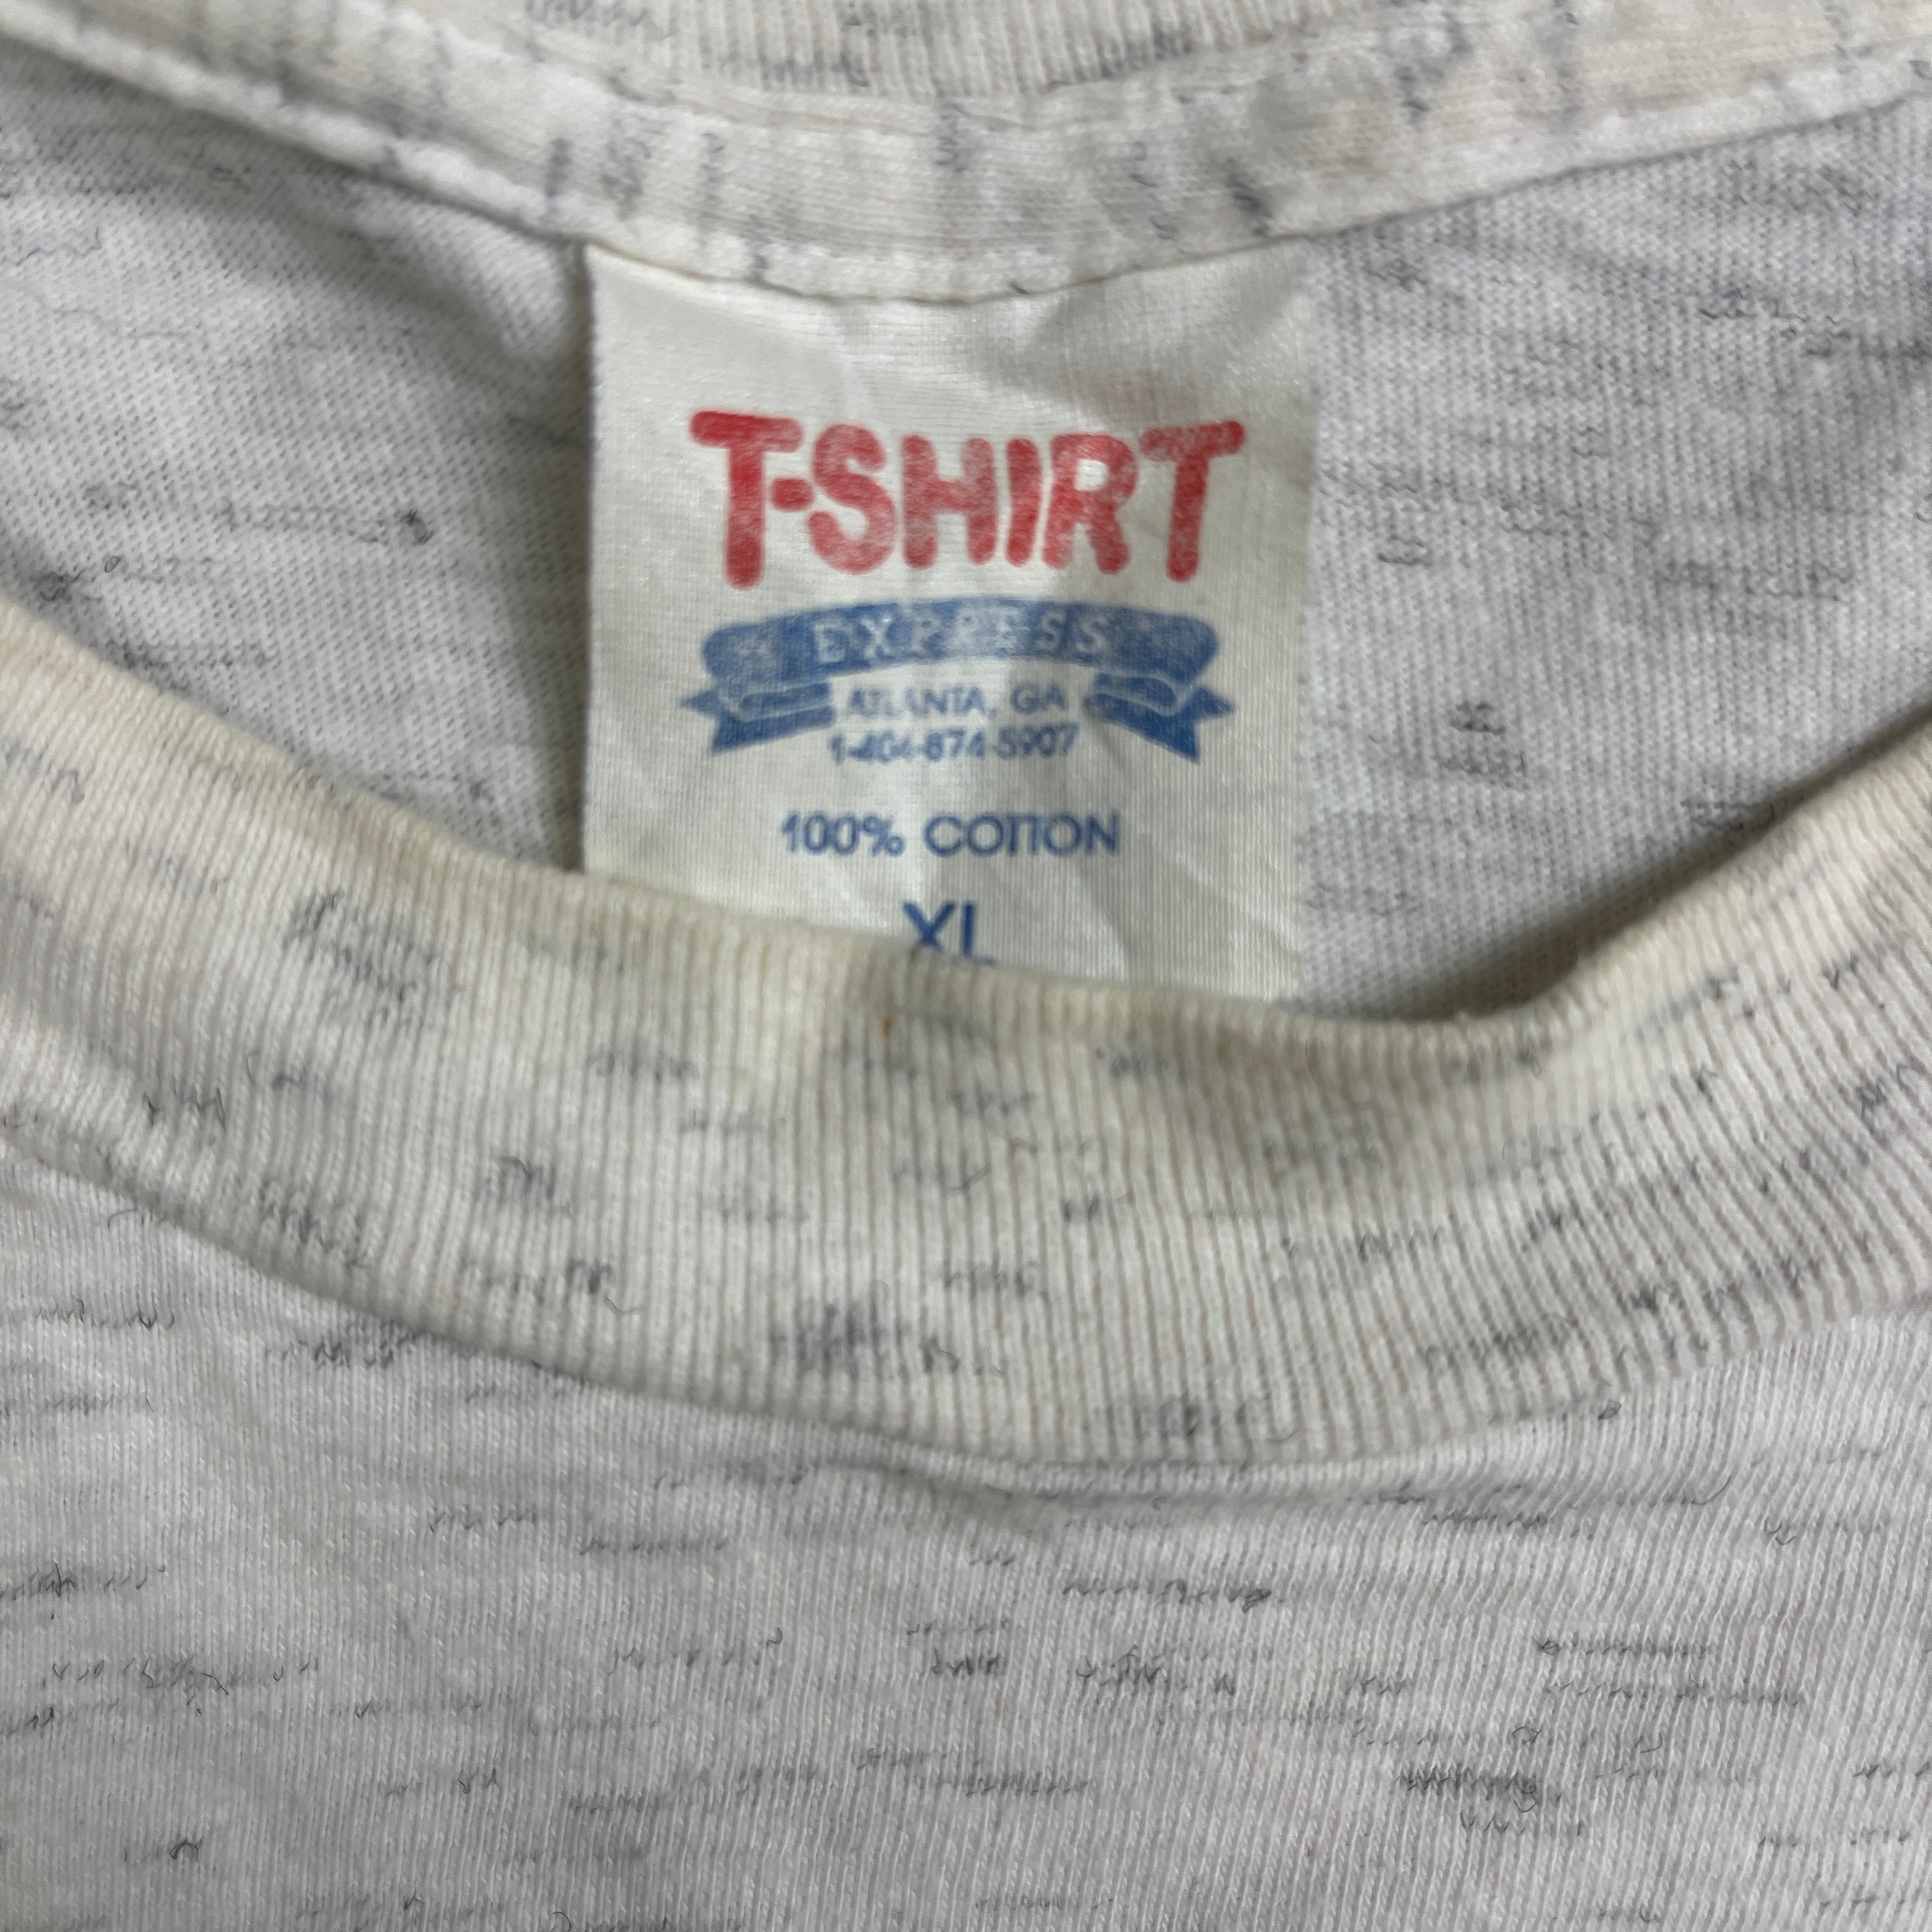 T-SHIRT
EXPRESS
ATLANTA, GA
1-404-874-5907
100% COTTON
XL